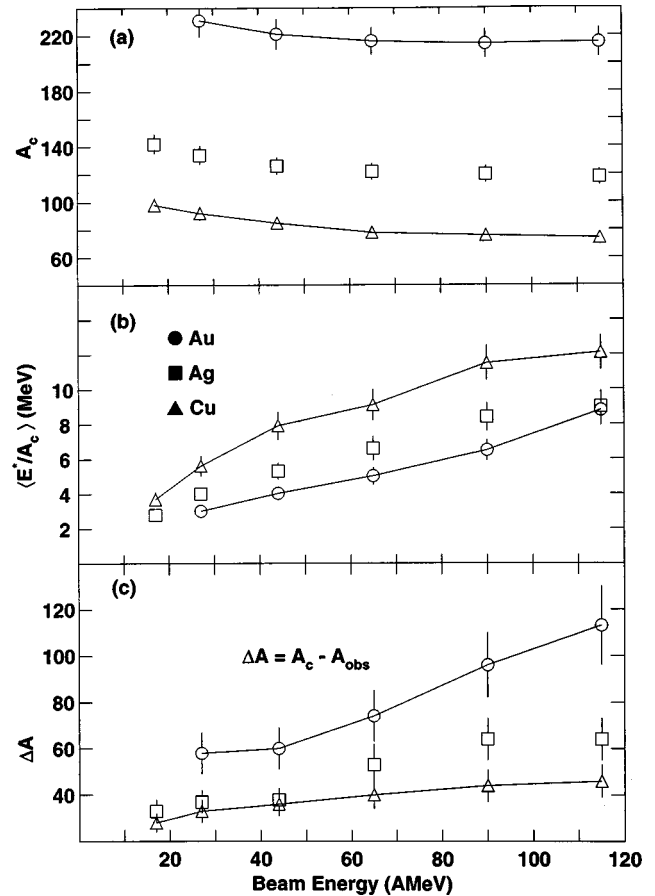 (a)
220
180
140
100
60
A_c
(b)
Au
Ag
Cu
10
8
6
4
2
⟨E*/A_c⟩ (MeV)
(c)
120
100
80
60
40
ΔA = A_c - A_obs
ΔA
20 40 60 80 100 120
Beam Energy (AMeV)